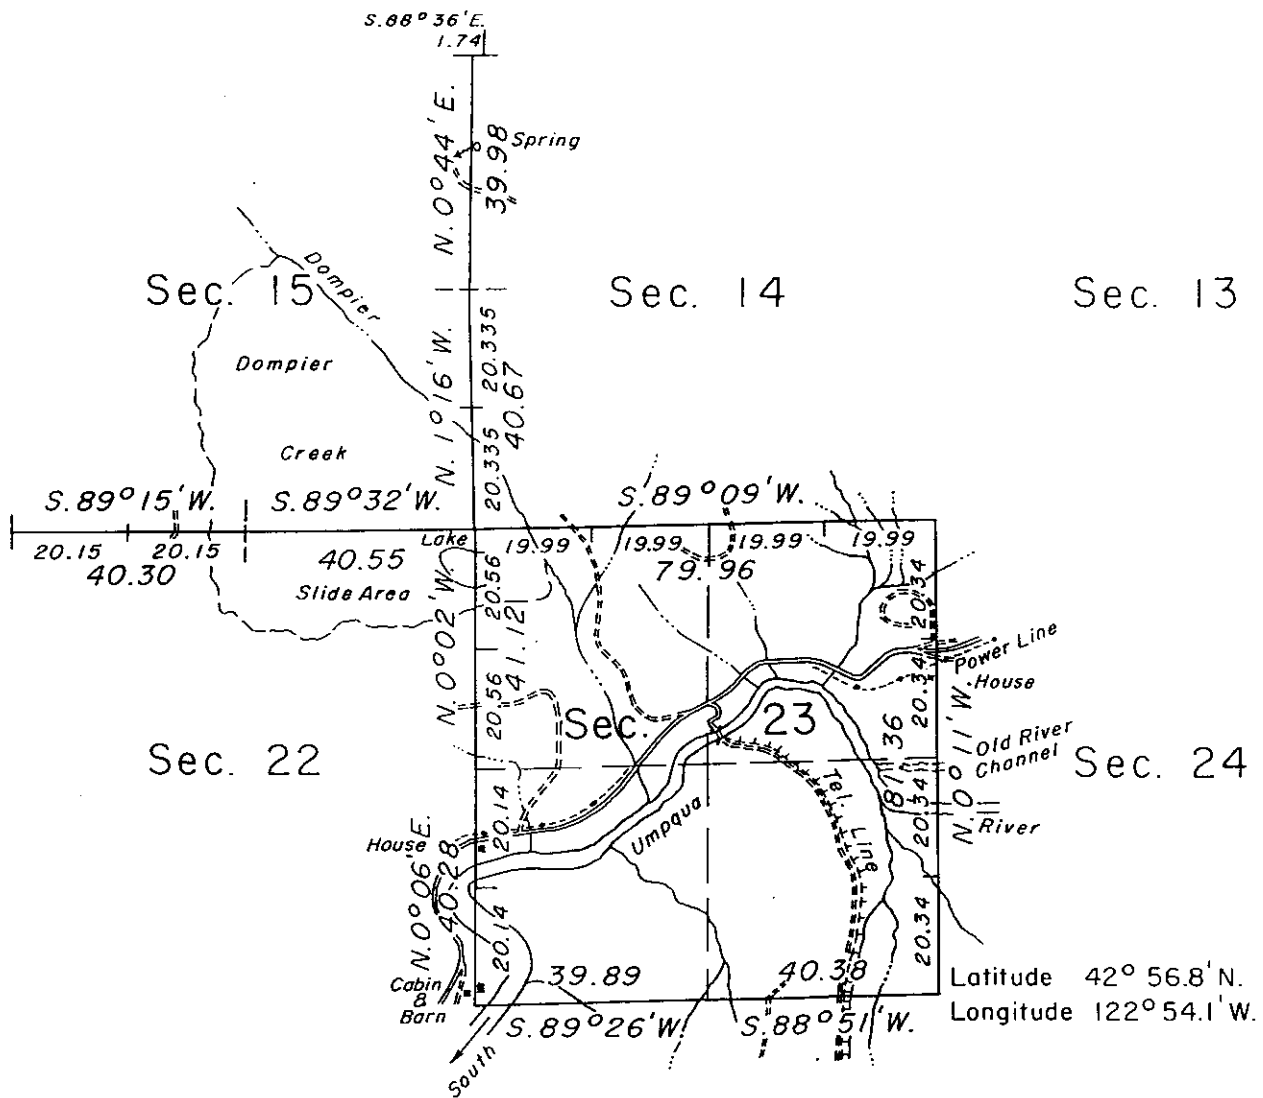 S.88°36'E.
1.74
N.0°44'E.
39.98
Spring
Sec. 15
Dompier
Sec. 14
Sec. 13
Dompier
Creek
N.1°16'W.
20.335
40.67
20.335
S.89°15'W.
S.89°32'W.
S.89°09'W.
20.15
20.15
40.30
40.55
Lake
19.99
19.99
19.99
19.99
79.96
Slide Area
N.0°02'W.
20.56
41.12
20.56
20.34
20.34
Power Line
House
Sec. 22
Sec. 23
81.36
N.0°11'W.
Old River
Channel
Sec. 24
Tel. Line
20.34
River
House
20.14
Umpqua
N.0°06'E.
40.28
20.14
20.34
Cabin
&
Barn
39.89
40.38
S.89°26'W.
S.88°51'W.
South
Latitude 42° 56.8' N.
Longitude 122° 54.1' W.